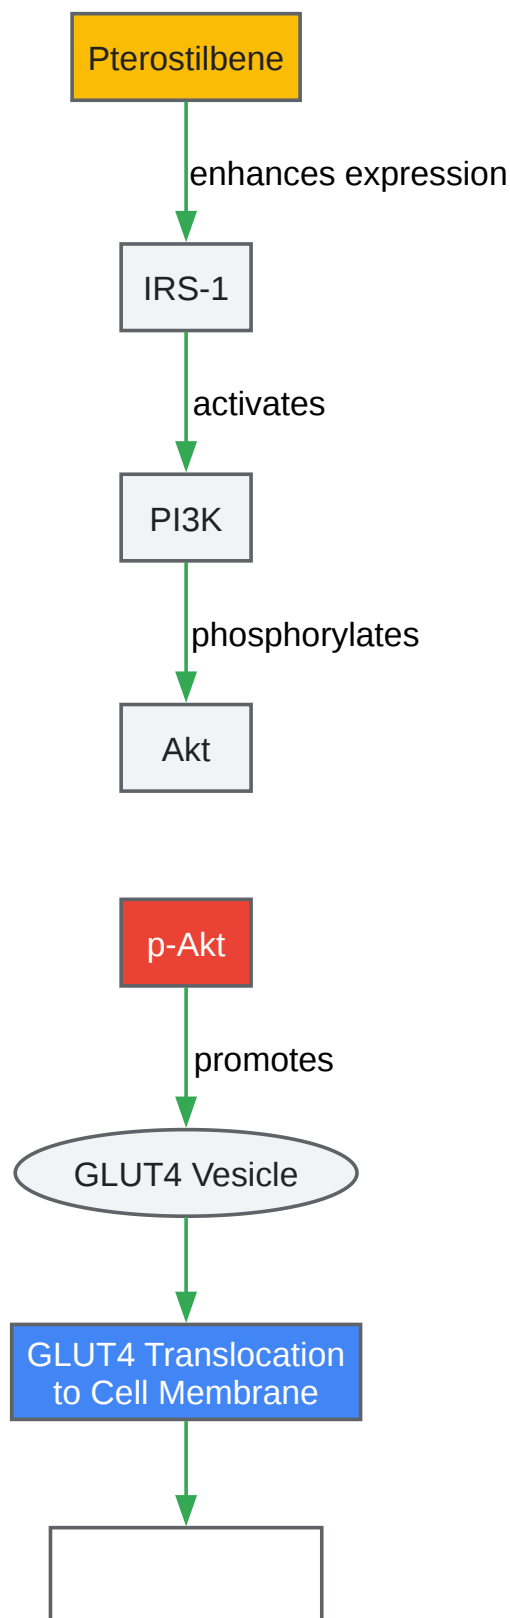 Pterostilbene
enhances expression
IRS-1
activates
PI3K
phosphorylates
Akt
p-Akt
promotes
GLUT4 Vesicle
GLUT4 Translocation
to Cell Membrane